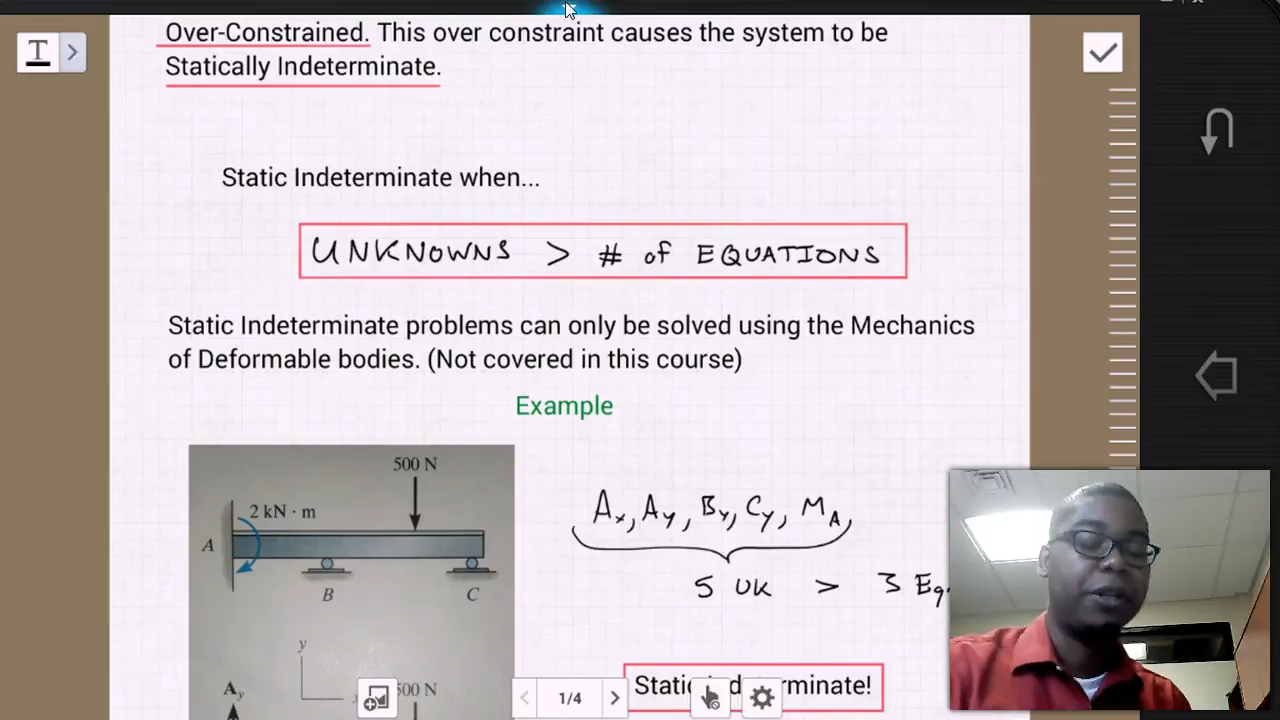 T
Over-Constrained. This over constraint causes the system to be
Statically Indeterminate.
Static Indeterminate when...
UNKNOWNS > # of EQUATIONS
Static Indeterminate problems can only be solved using the Mechanics
of Deformable bodies. (Not covered in this course)
Example
500 N
2 kN · m
A
B
C
Ax, Ay, By, Cy, MA
5 UK > 3 Eq
y
Ay
500 N
1/4